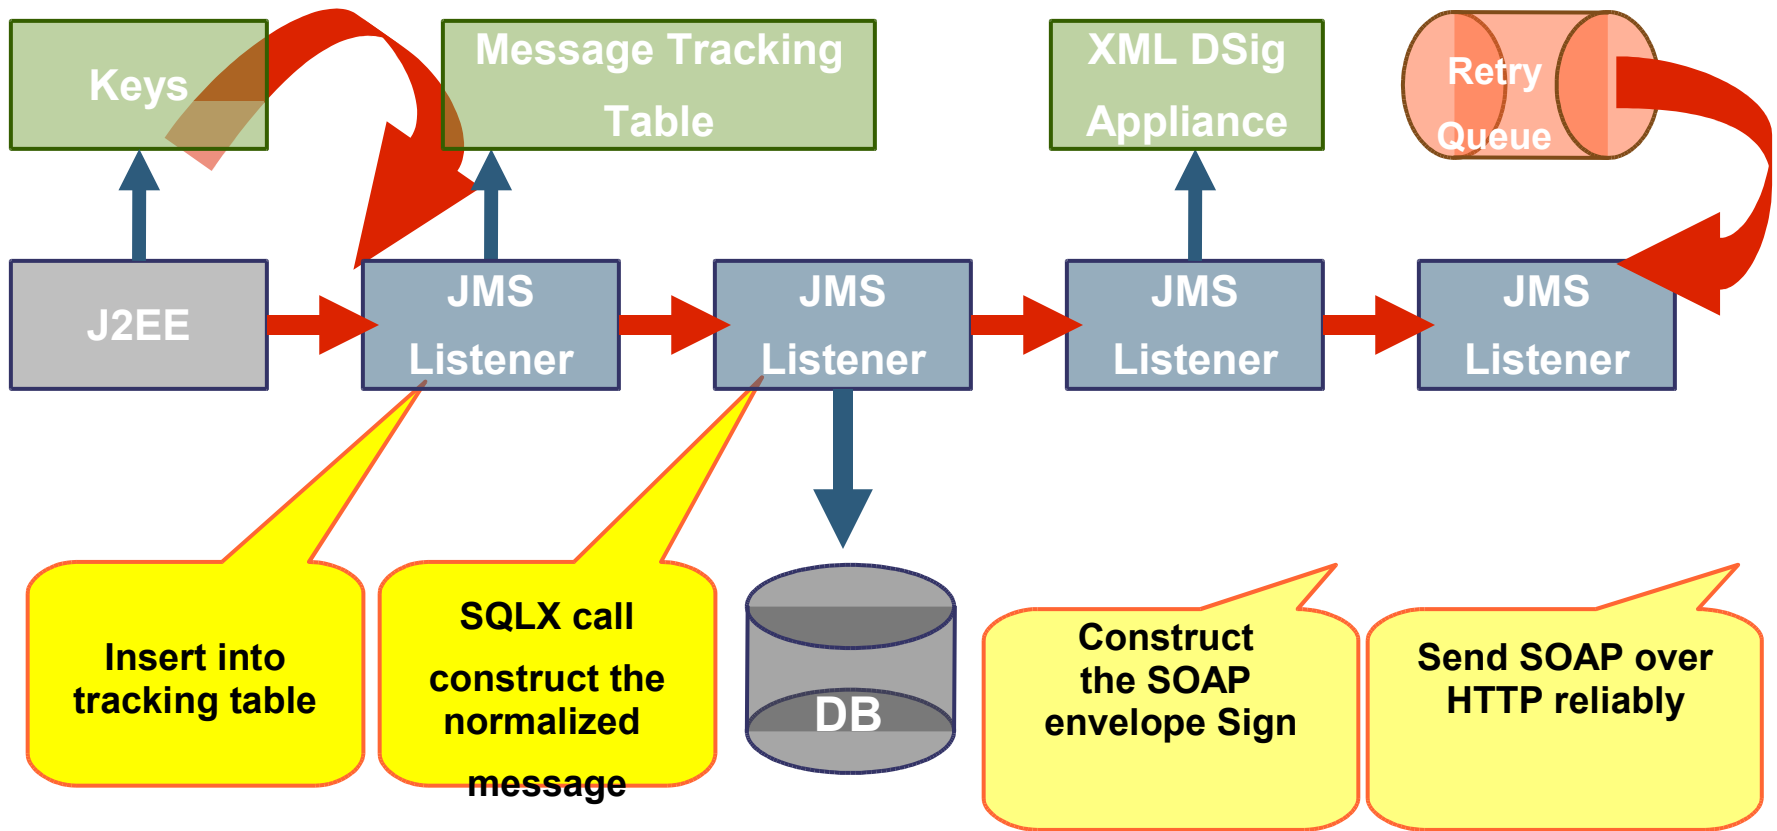 Keys
Message Tracking
Table
XML DSig
Appliance
Retry
Queue
J2EE
JMS
Listener
JMS
Listener
JMS
Listener
JMS
Listener
Insert into
tracking table
SQLX call
construct the
normalized
message
DB
Construct
the SOAP
envelope Sign
Send SOAP over
HTTP reliably